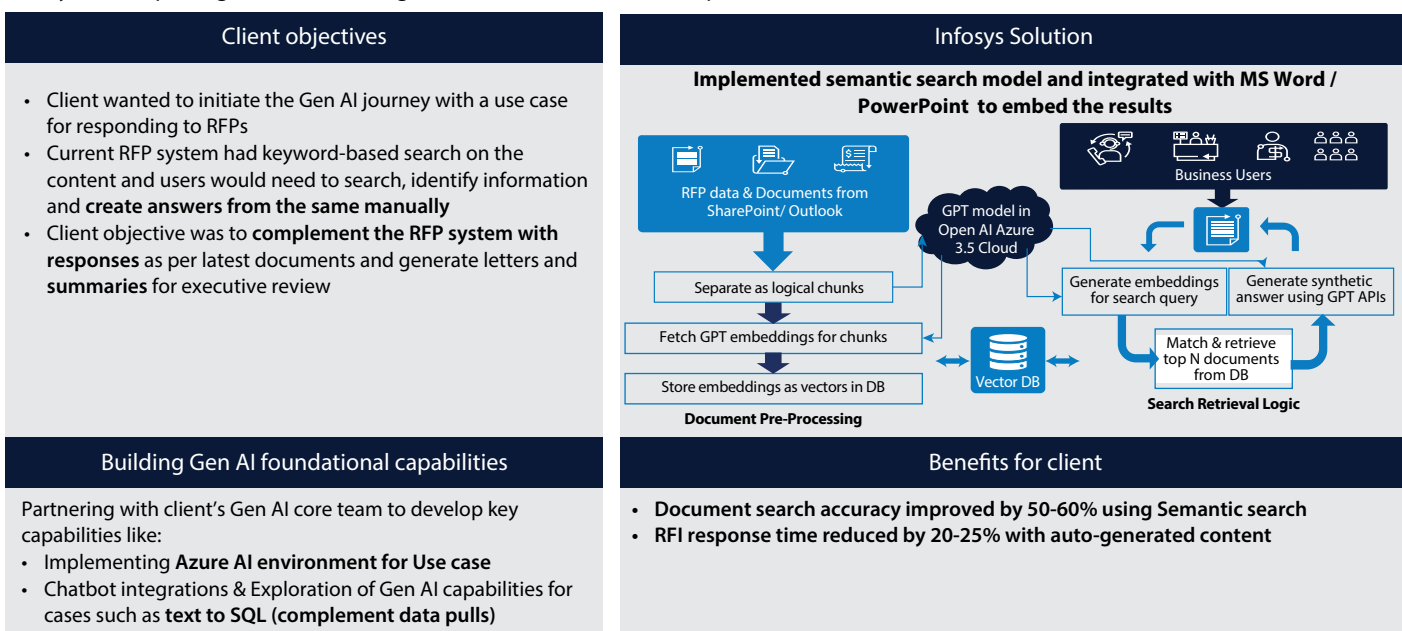 Client objectives
• Client wanted to initiate the Gen AI journey with a use case
for responding to RFPs
• Current RFP system had keyword-based search on the
content and users would need to search, identify information
and create answers from the same manually
• Client objective was to complement the RFP system with
responses as per latest documents and generate letters and
summaries for executive review
Infosys Solution
Implemented semantic search model and integrated with MS Word /
PowerPoint to embed the results
RFP data & Documents from
SharePoint/ Outlook
Separate as logical chunks
Fetch GPT embeddings for chunks
Store embeddings as vectors in DB
Document Pre-Processing
GPT model in
Open AI Azure
3.5 Cloud
Vector DB
Business Users
Generate embeddings
for search query
Generate synthetic
answer using GPT APIs
Match & retrieve
top N documents
from DB
Search Retrieval Logic
Building Gen AI foundational capabilities
Partnering with client's Gen AI core team to develop key
capabilities like:
• Implementing Azure AI environment for Use case
• Chatbot integrations & Exploration of Gen AI capabilities for
cases such as text to SQL (complement data pulls)
Benefits for client
• Document search accuracy improved by 50-60% using Semantic search
• RFI response time reduced by 20-25% with auto-generated content